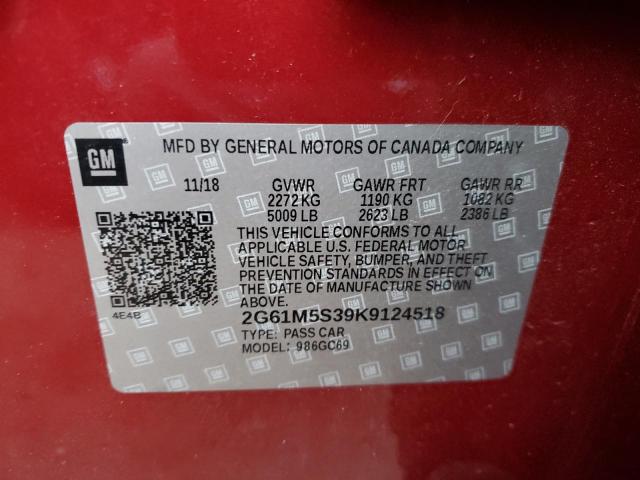 GM MFD BY GENERAL MOTORS OF CANADA COMPANY
11/18 GVWR GAWR FRT GAWR RR
2272 KG 1190 KG 1082 KG
5009 LB 2623 LB 2386 LB
THIS VEHICLE CONFORMS TO ALL
APPLICABLE U.S. FEDERAL MOTOR
VEHICLE SAFETY, BUMPER, AND THEFT
PREVENTION STANDARDS IN EFFECT ON
THE DATE OF MANUFACTURE SHOWN
ABOVE.
4E4B 2G61M5S39K9124518
TYPE: PASS CAR
MODEL: 986GC69